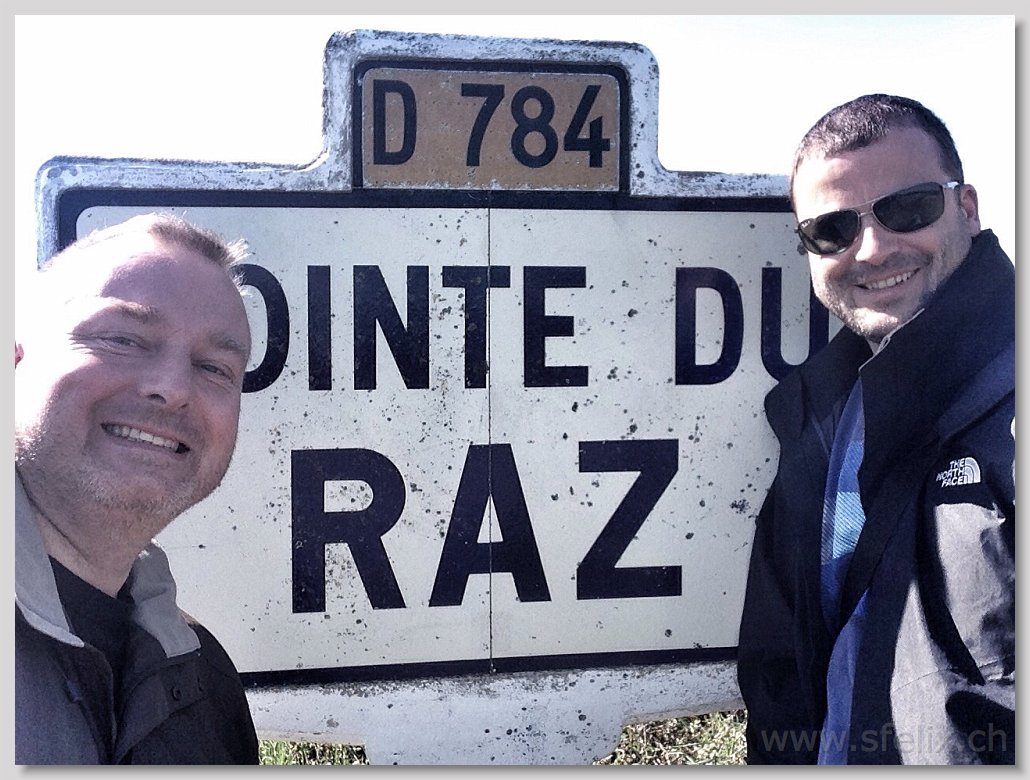 D 784
OINTE DU
RAZ
THE
NORTH
FACE
www.sfelix.ch